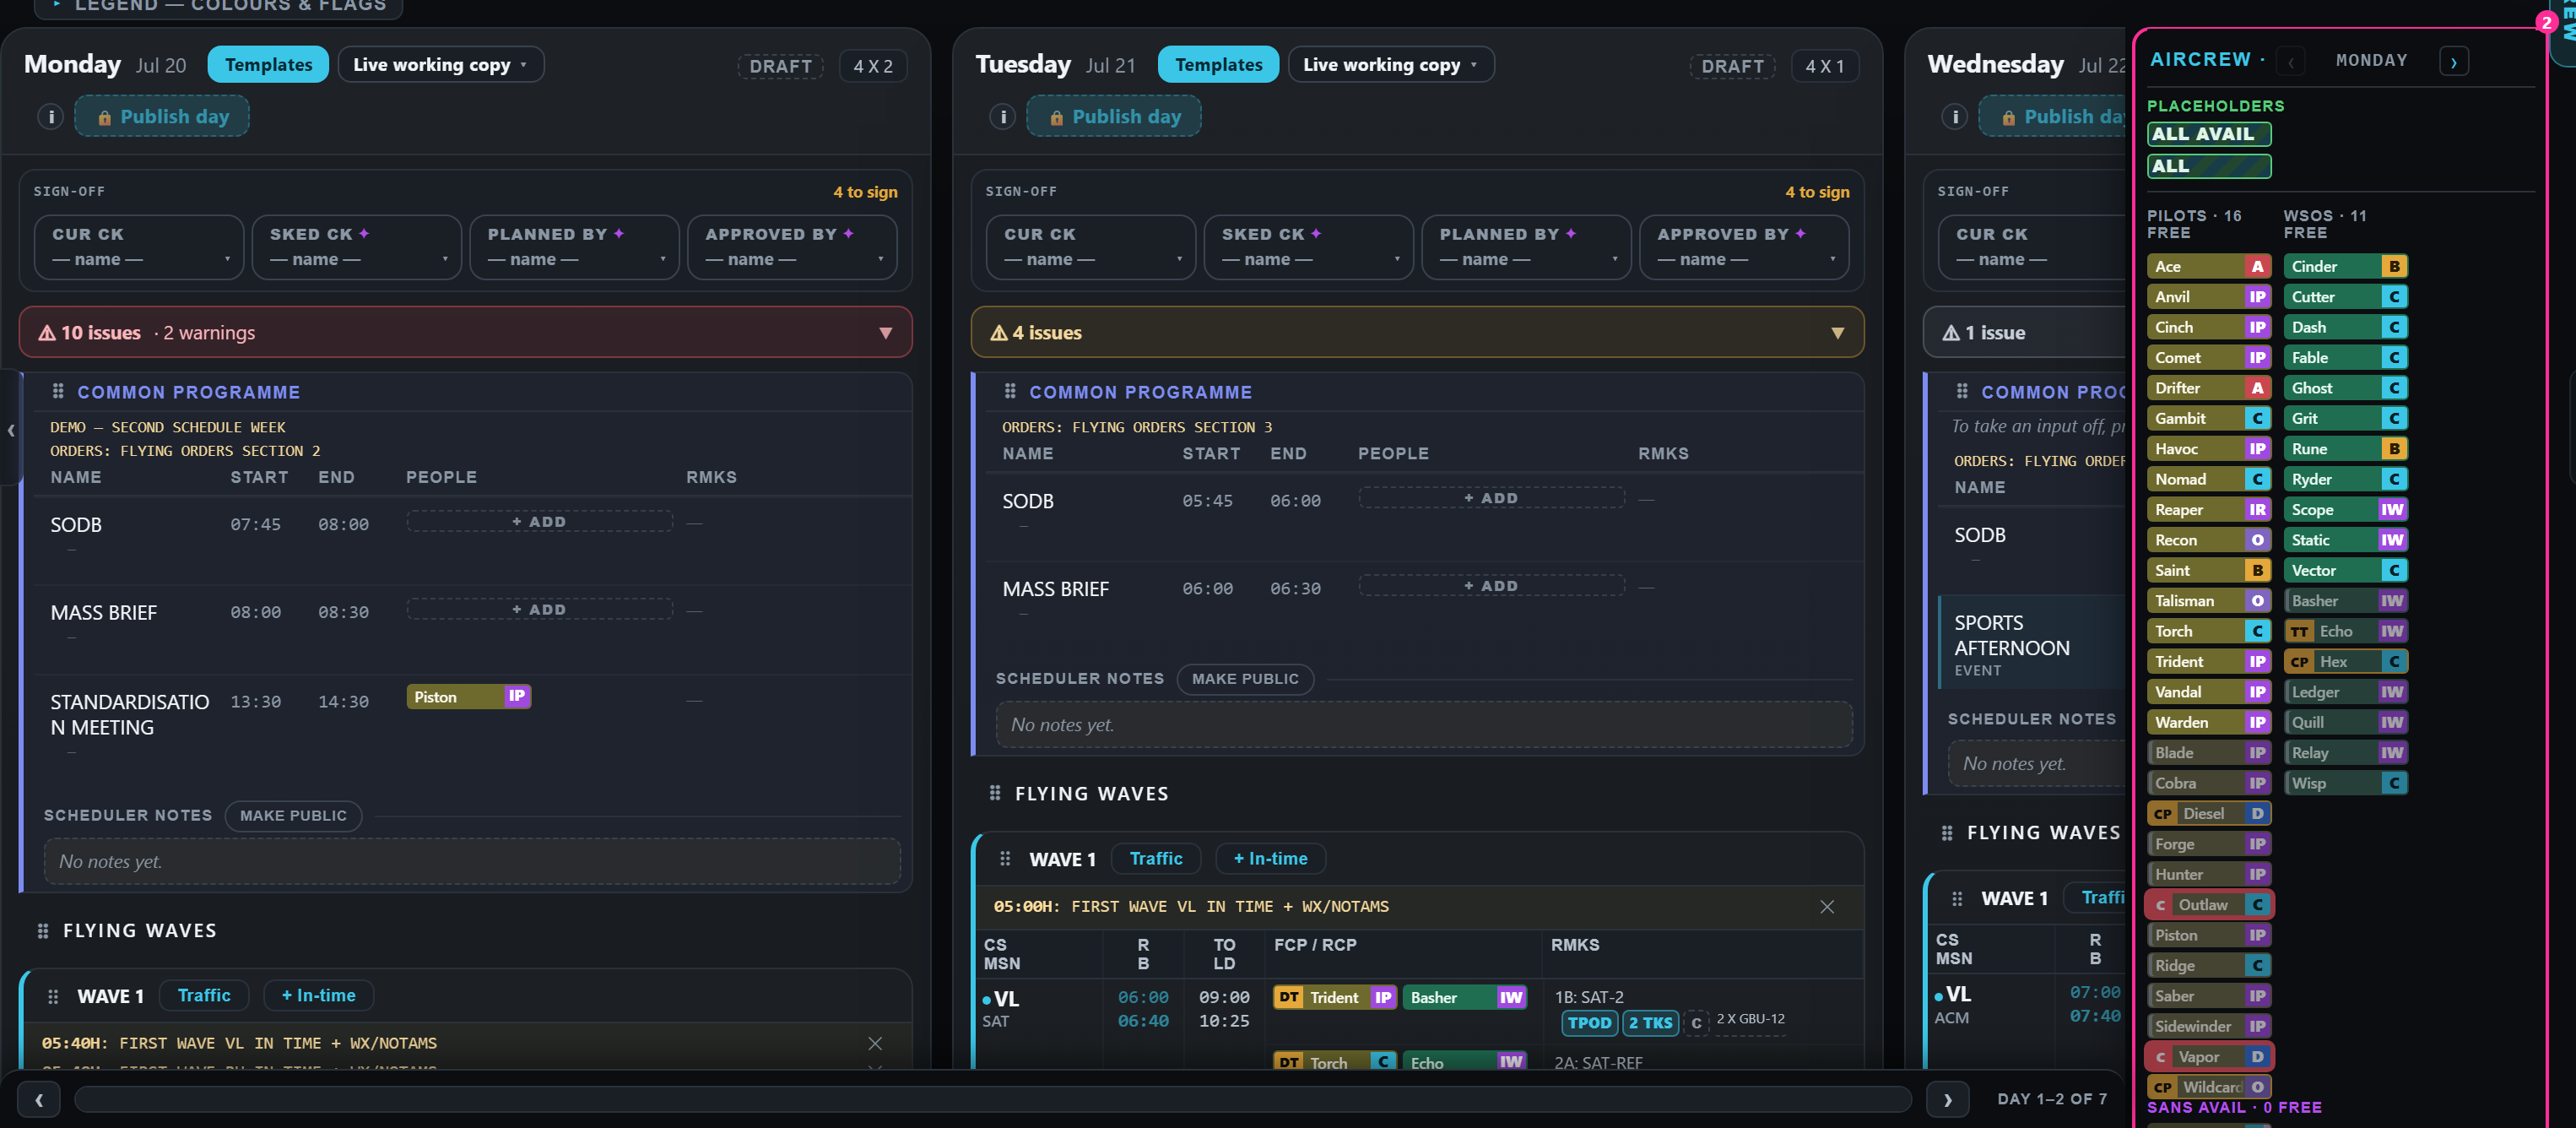 LEGEND — COLOURS & FLAGS
Monday Jul 20 Templates Live working copy DRAFT 4 X 2
i Publish day
SIGN-OFF 4 to sign
CUR CK SKED CK PLANNED BY APPROVED BY
— name — — name — — name — — name —
10 issues · 2 warnings
COMMON PROGRAMME
DEMO — SECOND SCHEDULE WEEK
ORDERS: FLYING ORDERS SECTION 2
NAME START END PEOPLE RMKS
SODB 07:45 08:00 + ADD —
—
MASS BRIEF 08:00 08:30 + ADD —
—
STANDARDISATIO 13:30 14:30 Piston IP —
N MEETING
—
SCHEDULER NOTES MAKE PUBLIC
No notes yet.
FLYING WAVES
WAVE 1 Traffic + In-time
05:40H: FIRST WAVE VL IN TIME + WX/NOTAMS
Tuesday Jul 21 Templates Live working copy DRAFT 4 X 1
i Publish day
SIGN-OFF 4 to sign
CUR CK SKED CK PLANNED BY APPROVED BY
— name — — name — — name — — name —
4 issues
COMMON PROGRAMME
ORDERS: FLYING ORDERS SECTION 3
NAME START END PEOPLE RMKS
SODB 05:45 06:00 + ADD —
—
MASS BRIEF 06:00 06:30 + ADD —
—
SCHEDULER NOTES MAKE PUBLIC
No notes yet.
FLYING WAVES
WAVE 1 Traffic + In-time
05:00H: FIRST WAVE VL IN TIME + WX/NOTAMS
CS R TO FCP / RCP RMKS
MSN B LD
VL 06:00 09:00 DT Trident IP Basher IW 1B: SAT-2
SAT 06:40 10:25 TPOD 2 TKS C 2 X GBU-12
DT Torch C Echo IW 2A: SAT-REF
Wednesday Jul 22
i Publish day
SIGN-OFF
CUR CK
— name —
1 issue
COMMON PROG
To take an input off, pr
ORDERS: FLYING ORDER
NAME
SODB
—
SPORTS
AFTERNOON
EVENT
SCHEDULER NOTES
No notes yet.
FLYING WAVES
WAVE 1 Traffi
CS R
MSN B
VL 07:00
ACM 07:40
DAY 1–2 OF 7
2
AIRCREW · MONDAY
PLACEHOLDERS
ALL AVAIL
ALL
PILOTS · 16 WSOS · 11
FREE FREE
Ace A Cinder B
Anvil IP Cutter C
Cinch IP Dash C
Comet IP Fable C
Drifter A Ghost C
Gambit C Grit C
Havoc IP Rune B
Nomad C Ryder C
Reaper IR Scope IW
Recon O Static IW
Saint B Vector C
Talisman O Basher IW
Torch C TT Echo IW
Trident IP CP Hex C
Vandal IP Ledger IW
Warden IP Quill IW
Blade IP Relay IW
Cobra IP Wisp C
CP Diesel D
Forge IP
Hunter IP
C Outlaw C
Piston IP
Ridge C
Saber IP
Sidewinder IP
C Vapor D
CP Wildcard O
SANS AVAIL · 0 FREE